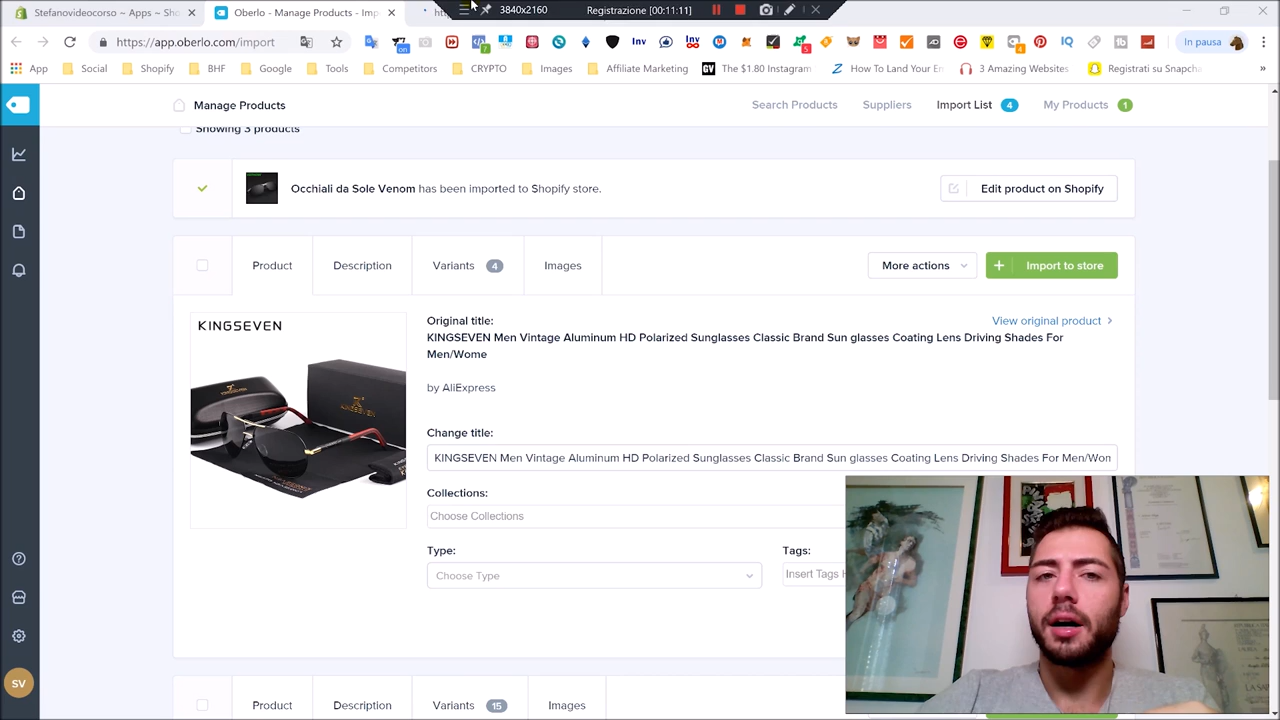 Stefanovideocorso ~ Apps ~ Sho
Oberlo - Manage Products - Imp
3840x2160
Registrazione [00:11:11]
https://app.oberlo.com/import
In pausa
App
Social
Shopify
BHF
Google
Tools
Competitors
CRYPTO
Images
Affiliate Marketing
The $1.80 Instagram
How To Land Your En
3 Amazing Websites
Registrati su Snapcha
Manage Products
Search Products
Suppliers
Import List 4
My Products 1
Showing 3 products
Occhiali da Sole Venom has been imported to Shopify store.
Edit product on Shopify
Product
Description
Variants 4
Images
More actions
Import to store
KINGSEVEN
Original title:
View original product
KINGSEVEN Men Vintage Aluminum HD Polarized Sunglasses Classic Brand Sun glasses Coating Lens Driving Shades For
Men/Wome
by AliExpress
Change title:
KINGSEVEN Men Vintage Aluminum HD Polarized Sunglasses Classic Brand Sun glasses Coating Lens Driving Shades For Men/Won
Collections:
Choose Collections
Type:
Choose Type
Tags:
Insert Tags H
Product
Description
Variants 15
Images
SV